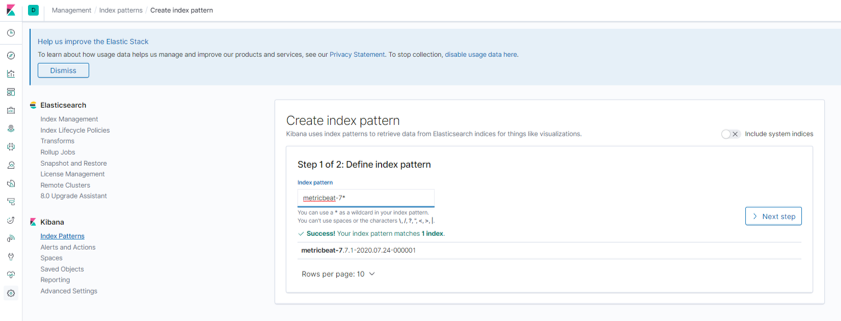 D Management / Index patterns / Create index pattern
Help us improve the Elastic Stack
To learn about how usage data helps us manage and improve our products and services, see our Privacy Statement. To stop collection, disable usage data here.
Dismiss
Elasticsearch
Index Management
Index Lifecycle Policies
Transforms
Rollup Jobs
Snapshot and Restore
License Management
Remote Clusters
8.0 Upgrade Assistant
Kibana
Index Patterns
Alerts and Actions
Spaces
Saved Objects
Reporting
Advanced Settings
Create index pattern
Kibana uses index patterns to retrieve data from Elasticsearch indices for things like visualizations.
Include system indices
Step 1 of 2: Define index pattern
Index pattern
metricbeat-7*
You can use a * as a wildcard in your index pattern.
You can't use spaces or the characters \, /, ?, ", <, >, |.
Next step
Success! Your index pattern matches 1 index.
metricbeat-7.7.1-2020.07.24-000001
Rows per page: 10